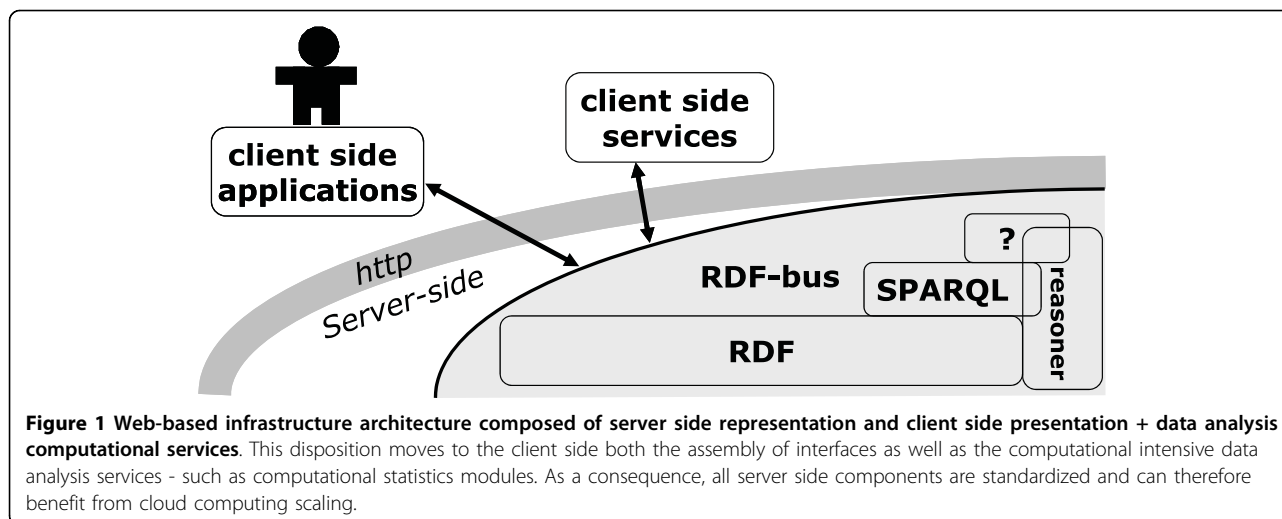 client side
applications
client side
services
http
Server-side
RDF-bus
?
SPARQL
reasoner
RDF
Figure 1 Web-based infrastructure architecture composed of server side representation and client side presentation + data analysis
computational services. This disposition moves to the client side both the assembly of interfaces as well as the computational intensive data
analysis services - such as computational statistics modules. As a consequence, all server side components are standardized and can therefore
benefit from cloud computing scaling.